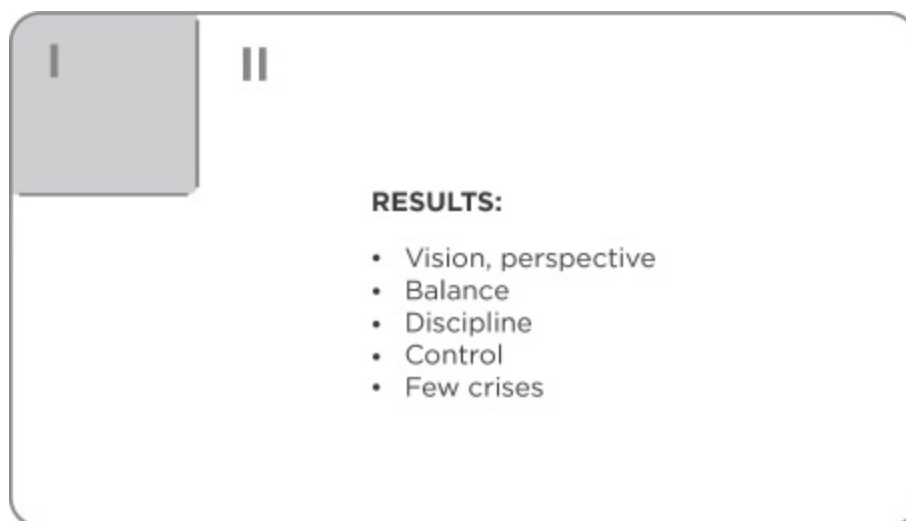 I
II
RESULTS:
• Vision, perspective
• Balance
• Discipline
• Control
• Few crises